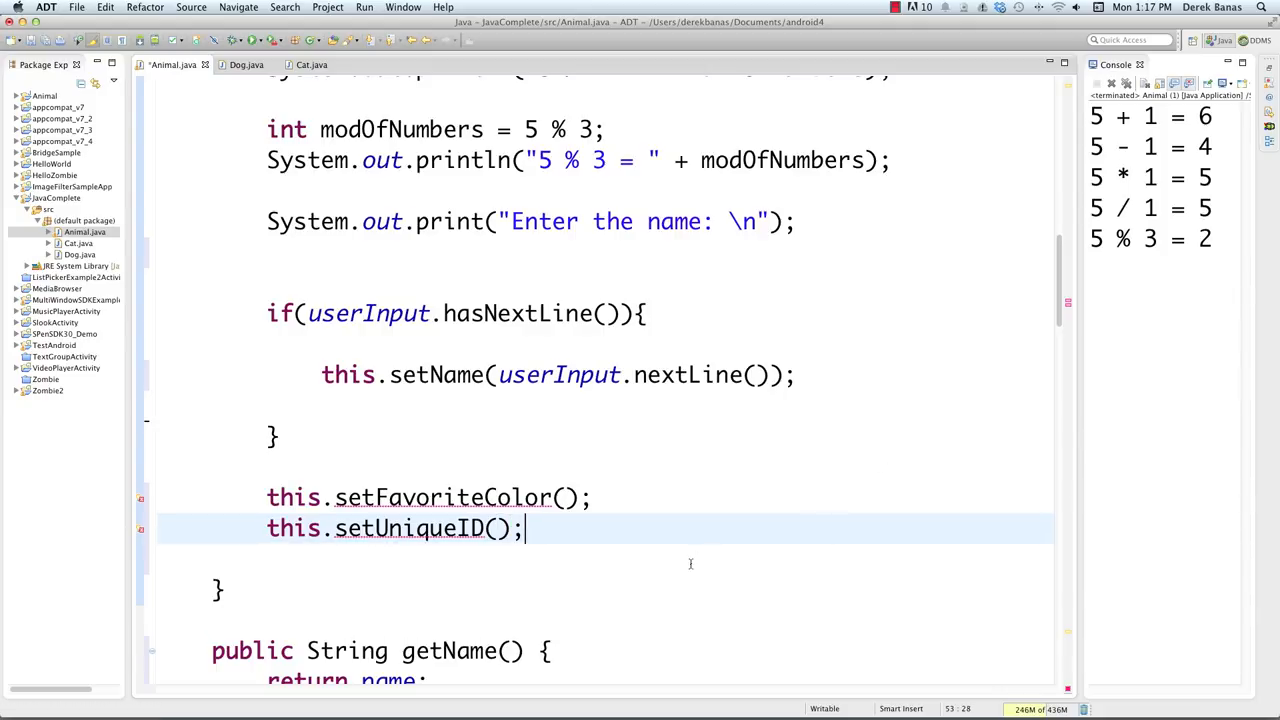 ADT File Edit Refactor Source Navigate Search Project Run Window Help 10 Mon 1:17 PM Derek Banas
Java – JavaComplete/src/Animal.java – ADT – /Users/derekbanas/Documents/android4
Quick Access Java DDMS
Package Exp
*Animal.java Dog.java Cat.java
Console
<terminated> Animal (1) [Java Application] /S
Animal
appcompat_v7
appcompat_v7_2
appcompat_v7_3
appcompat_v7_4
BridgeSample
HelloWorld
HelloZombie
ImageFilterSampleApp
JavaComplete
src
(default package)
Animal.java
Cat.java
Dog.java
JRE System Library [Ja
ListPickerExample2Activi
MediaBrowser
MultiWindowSDKExample
MusicPlayerActivity
SlookActivity
SPenSDK30_Demo
TestAndroid
TextGroupActivity
VideoPlayerActivity
Zombie
Zombie2
int modOfNumbers = 5 % 3;
System.out.println("5 % 3 = " + modOfNumbers);
System.out.print("Enter the name: \n");
if(userInput.hasNextLine()){
this.setName(userInput.nextLine());
}
this.setFavoriteColor();
this.setUniqueID();
}
public String getName() {
return name;
5 + 1 = 6
5 - 1 = 4
5 * 1 = 5
5 / 1 = 5
5 % 3 = 2
Writable Smart Insert 53 : 28 246M of 436M